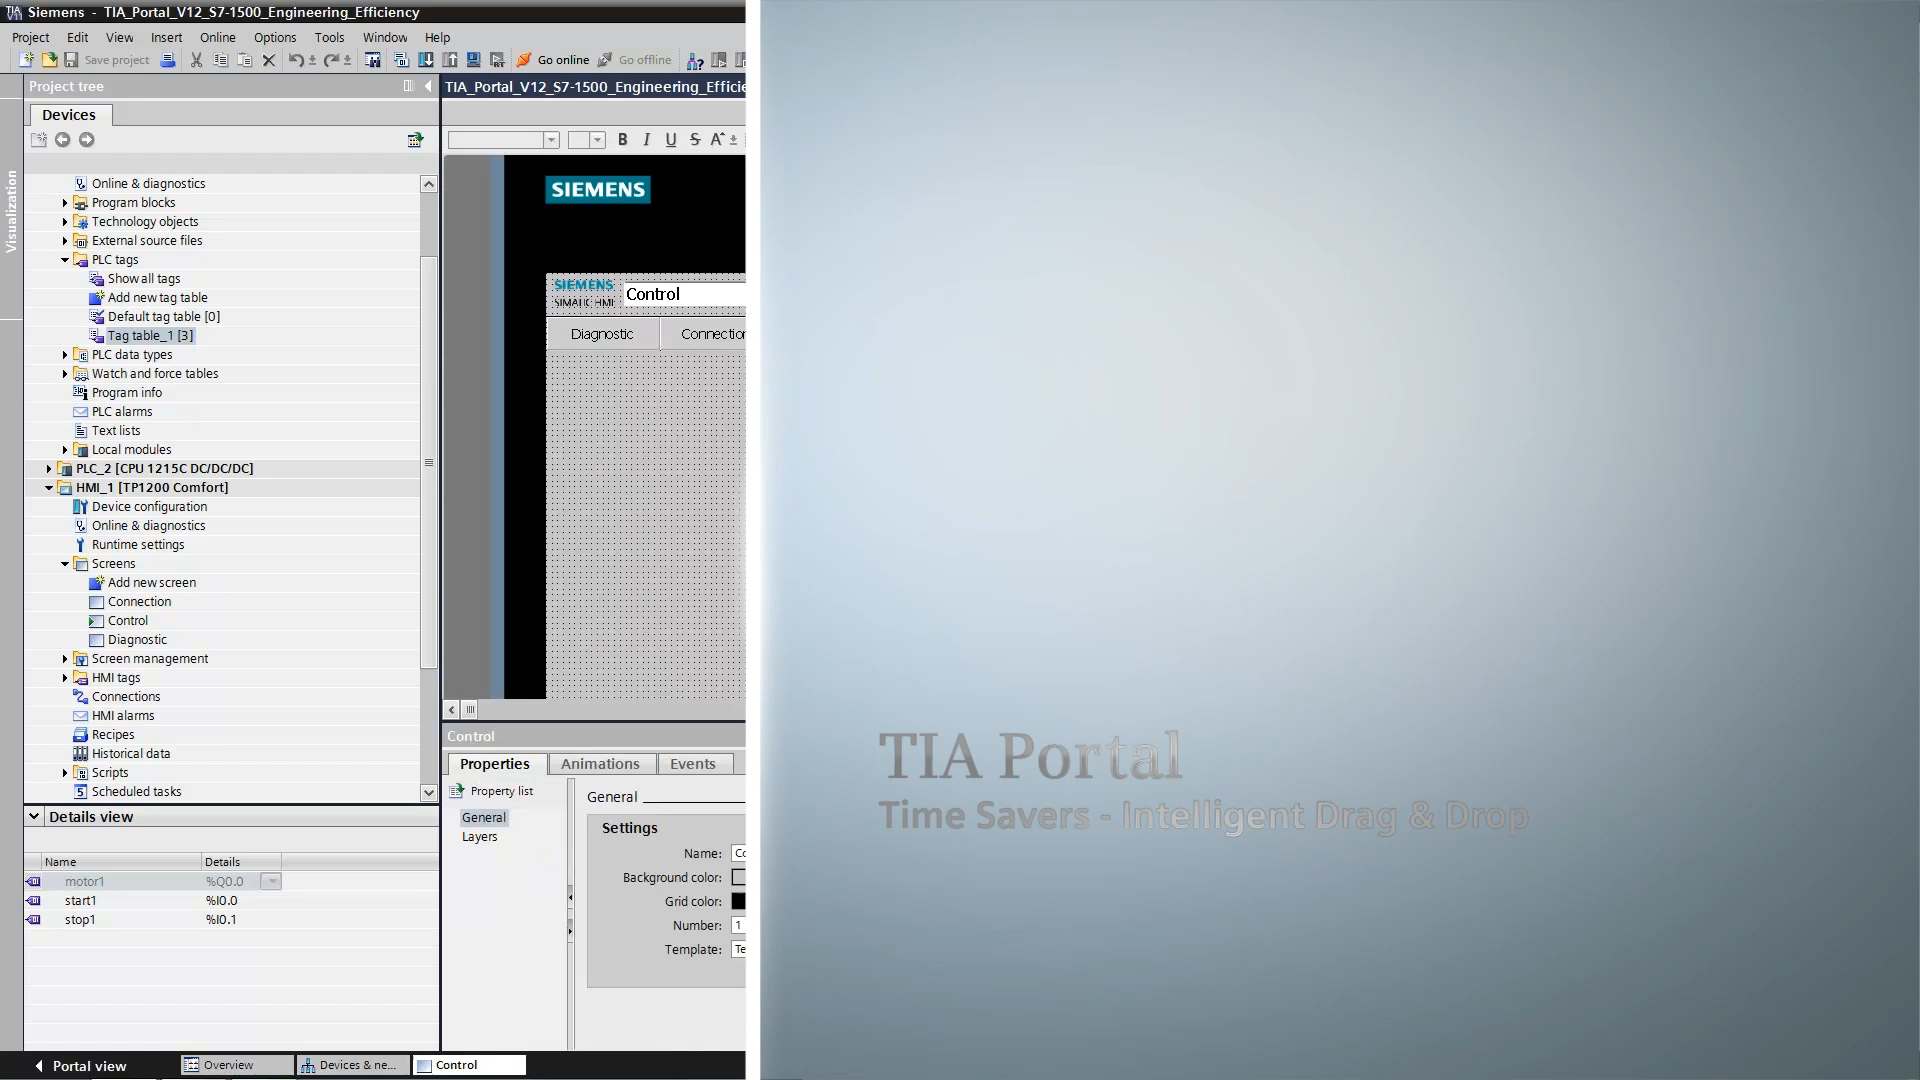 Siemens - TIA_Portal_V12_S7-1500_Engineering_Efficiency
Project Edit View Insert Online Options Tools Window Help
Save project Go online Go offline
Project tree
TIA_Portal_V12_S7-1500_Engineering_Efficie
Devices
B I U S A
Visualization
Online & diagnostics
Program blocks
Technology objects
External source files
PLC tags
Show all tags
Add new tag table
Default tag table [0]
Tag table_1 [3]
PLC data types
Watch and force tables
Program info
PLC alarms
Text lists
Local modules
PLC_2 [CPU 1215C DC/DC/DC]
HMI_1 [TP1200 Comfort]
Device configuration
Online & diagnostics
Runtime settings
Screens
Add new screen
Connection
Control
Diagnostic
Screen management
HMI tags
Connections
HMI alarms
Recipes
Historical data
Scripts
Scheduled tasks
SIEMENS
SIEMENS
SIMATIC HMI
Control
Diagnostic Connection
Details view
Name Details
motor1 %Q0.0
start1 %I0.0
stop1 %I0.1
Control
Properties Animations Events
Property list
General
Layers
General
Settings
Name: Co
Background color:
Grid color:
Number: 1
Template: Te
Portal view Overview Devices & ne... Control
TIA Portal
Time Savers - Intelligent Drag & Drop